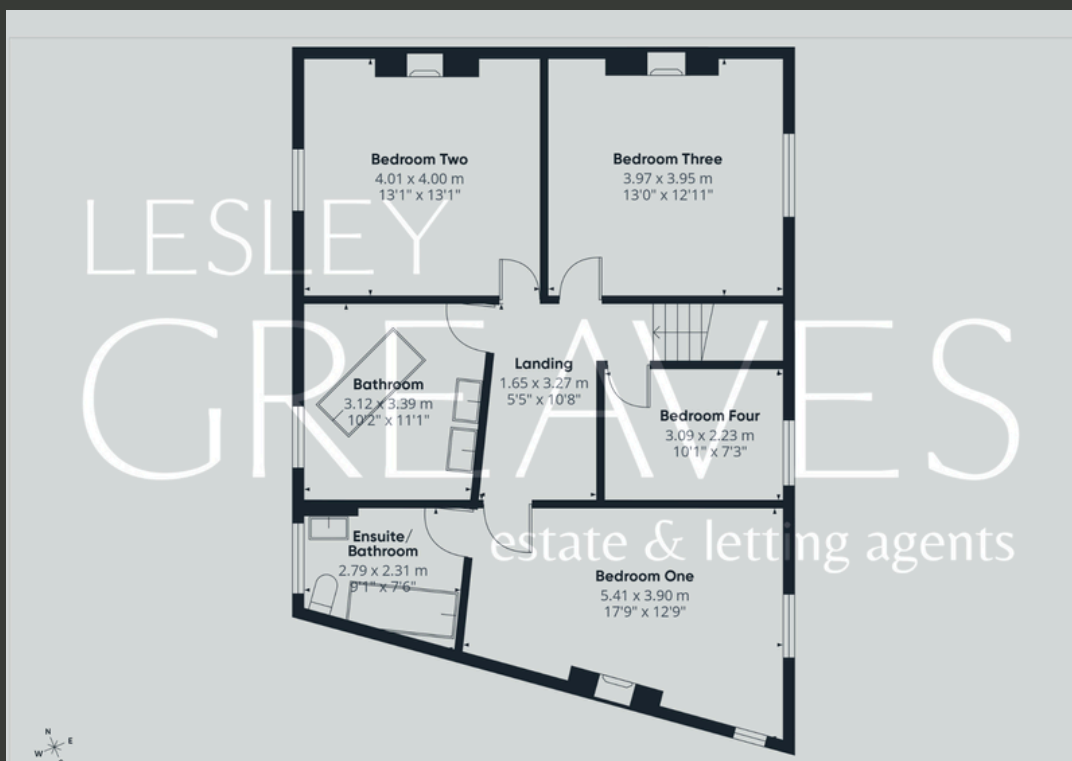 Bedroom Two
4.01 x 4.00 m
13'1" x 13'1"
Bedroom Three
3.97 x 3.95 m
13'0" x 12'11"
LESLEY
GREAVES
estate & letting agents
Landing
1.65 x 3.27 m
5'5" x 10'8"
Bathroom
3.12 x 3.39 m
10'2" x 11'1"
Bedroom Four
3.09 x 2.23 m
10'1" x 7'3"
Ensuite/
Bathroom
2.79 x 2.31 m
9'1" x 7'6"
Bedroom One
5.41 x 3.90 m
17'9" x 12'9"
N
E
W